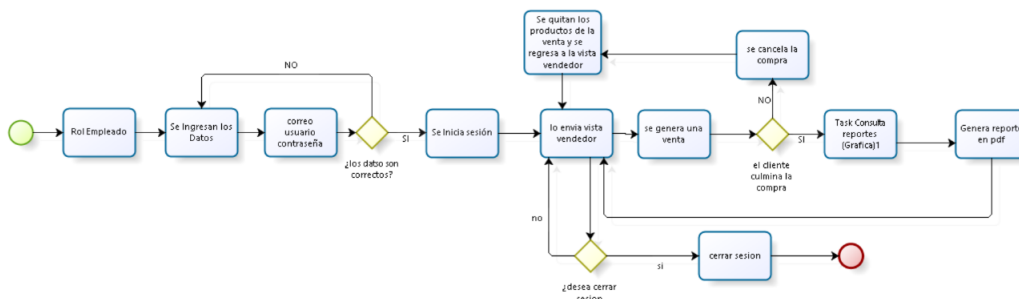 Se quitan los
productos de la
venta y se
regresa a la vista
vendedor
se cancela la
compra
NO
NO
Rol Empleado
Se Ingresan los
Datos
correo
usuario
contraseña
SI
Se Inicia sesión
lo envia vista
vendedor
se genera una
venta
SI
Task Consulta
reportes
(Grafica)1
Genera reporte
en pdf
¿los dato son
correctos?
el cliente
culmina la
compra
no
si
cerrar sesion
¿desea cerrar
sesion